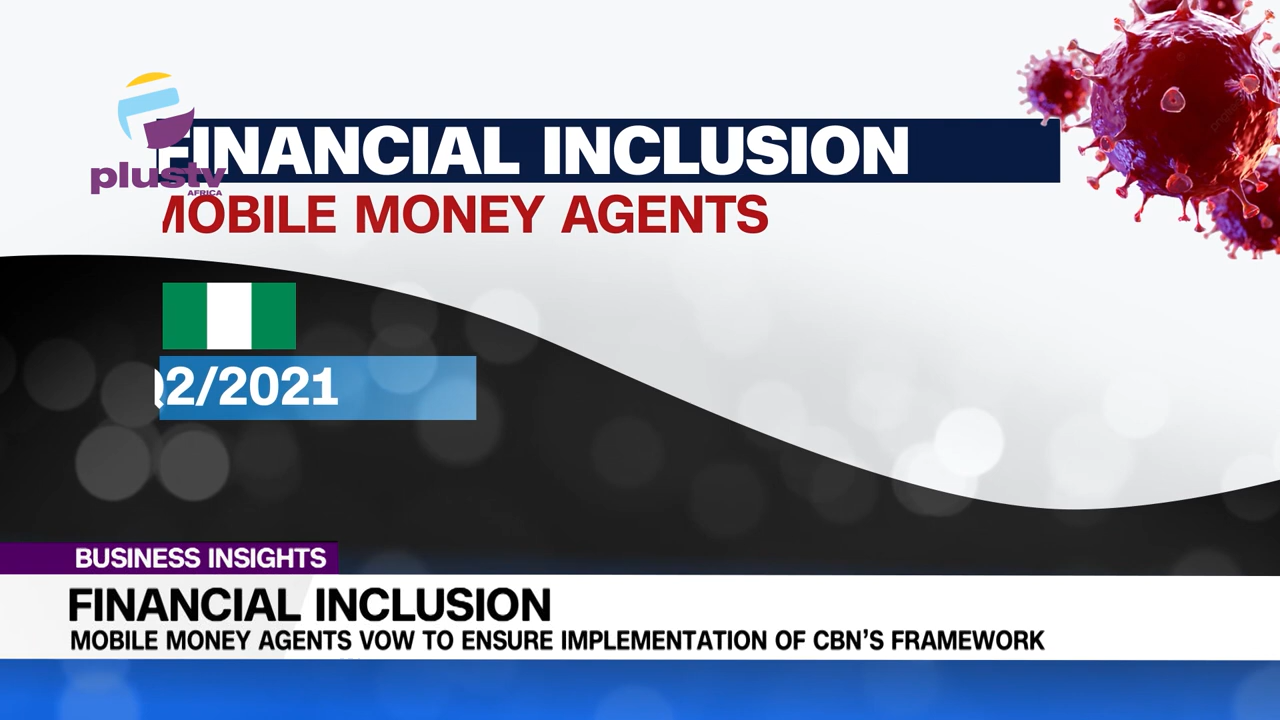 FINANCIAL INCLUSION
plustv
AFRICA
MOBILE MONEY AGENTS
Q2/2021
BUSINESS INSIGHTS
FINANCIAL INCLUSION
MOBILE MONEY AGENTS VOW TO ENSURE IMPLEMENTATION OF CBN'S FRAMEWORK